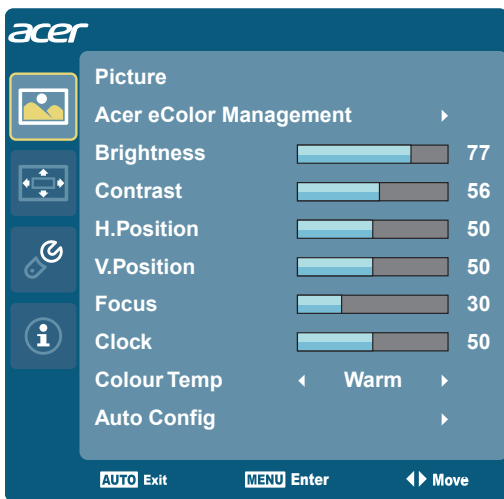 acer
Picture
Acer eColor Management
Brightness 77
Contrast 56
H.Position 50
V.Position 50
Focus 30
Clock 50
Colour Temp Warm
Auto Config
AUTO Exit MENU Enter Move